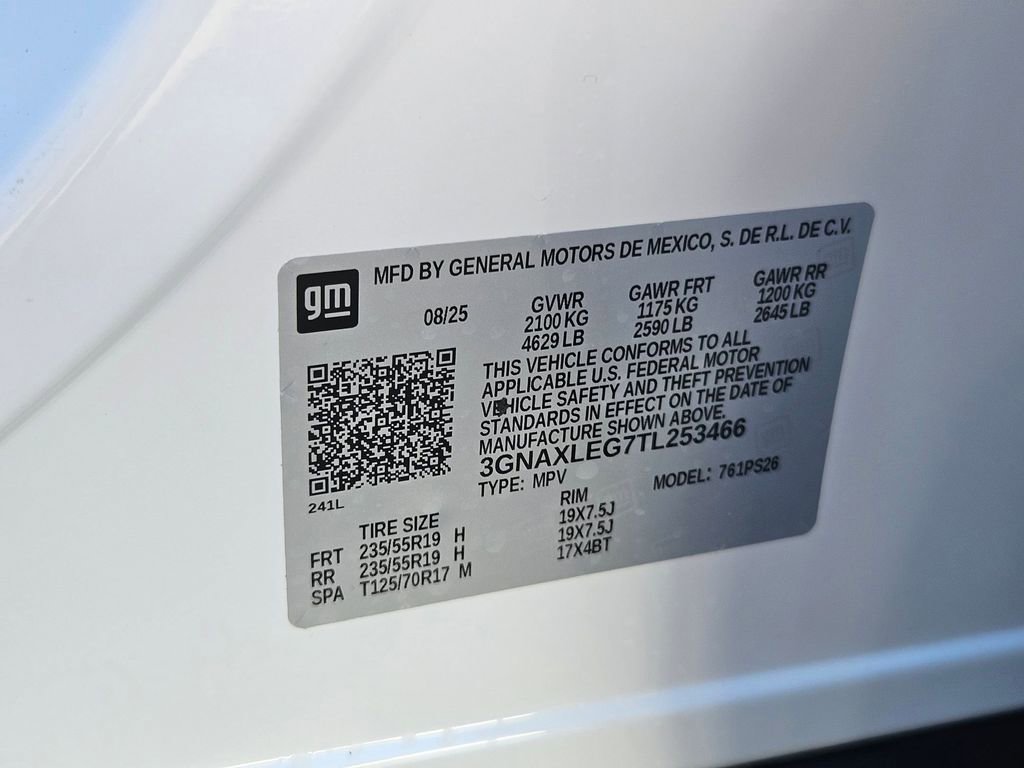 gm
MFD BY GENERAL MOTORS DE MEXICO, S. DE R.L. DE C.V.
08/25 GVWR GAWR FRT GAWR RR
2100 KG 1175 KG 1200 KG
4629 LB 2590 LB 2645 LB
THIS VEHICLE CONFORMS TO ALL
APPLICABLE U.S. FEDERAL MOTOR
VEHICLE SAFETY AND THEFT PREVENTION
STANDARDS IN EFFECT ON THE DATE OF
MANUFACTURE SHOWN ABOVE.
3GNAXLEG7TL253466
TYPE: MPV MODEL: 761PS26
241L
TIRE SIZE RIM
FRT 235/55R19 H 19X7.5J
RR 235/55R19 H 19X7.5J
SPA T125/70R17 M 17X4BT